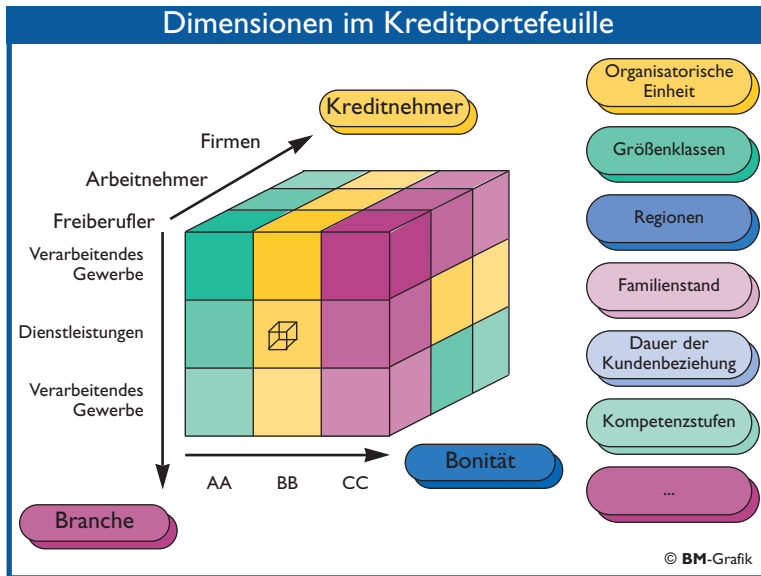 Dimensionen im Kreditportefeuille
Kreditnehmer
Firmen
Arbeitnehmer
Freiberufler
Verarbeitendes
Gewerbe
Dienstleistungen
Verarbeitendes
Gewerbe
AA BB CC
Bonität
Branche
Organisatorische
Einheit
Größenklassen
Regionen
Familienstand
Dauer der
Kundenbeziehung
Kompetenzstufen
...
© BM-Grafik